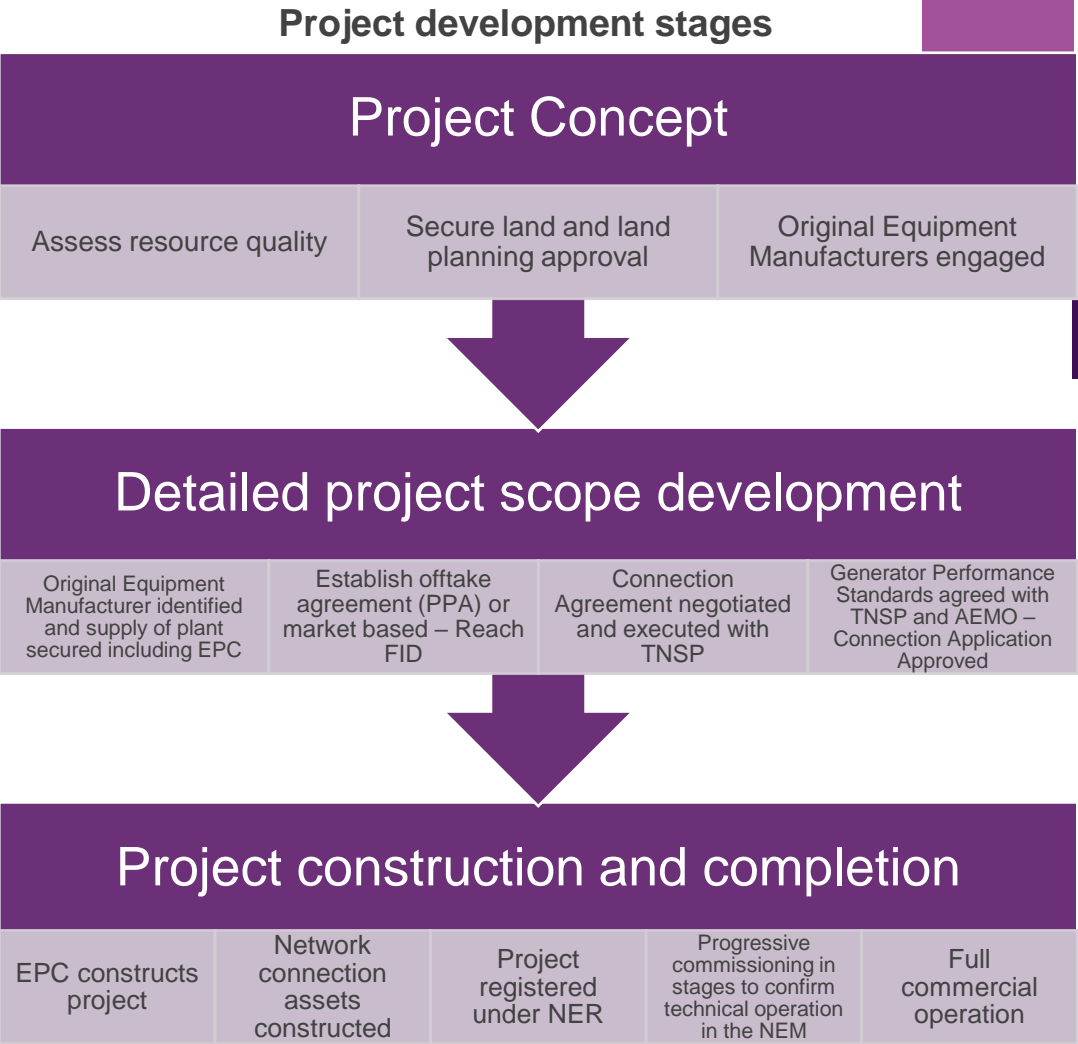 Project development stages
Project Concept
Assess resource quality
Secure land and land
planning approval
Original Equipment
Manufacturers engaged
Detailed project scope development
Original Equipment
Manufacturer identified
and supply of plant
secured including EPC
Establish offtake
agreement (PPA) or
market based – Reach
FID
Connection
Agreement negotiated
and executed with
TNSP
Generator Performance
Standards agreed with
TNSP and AEMO –
Connection Application
Approved
Project construction and completion
EPC constructs
project
Network
connection
assets
constructed
Project
registered
under NER
Progressive
commissioning in
stages to confirm
technical operation
in the NEM
Full
commercial
operation